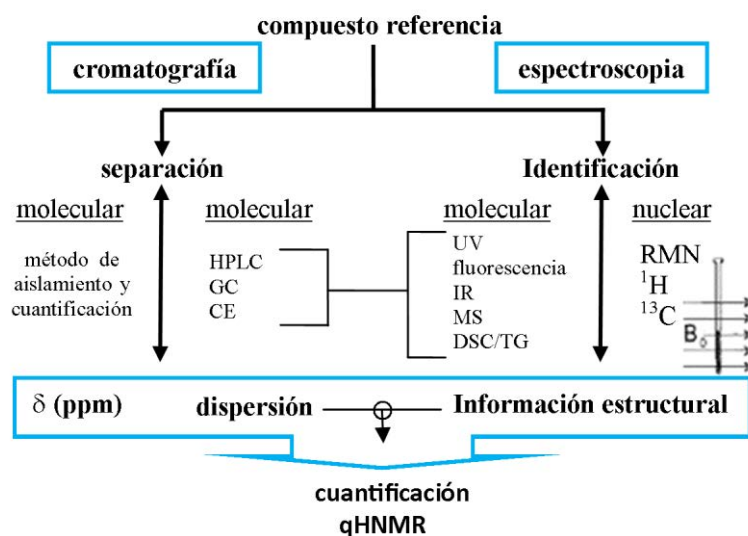 compuesto referencia
cromatografía
espectroscopia
separación
Identificación
molecular
método de
aislamiento y
cuantificación
molecular
HPLC
GC
CE
molecular
UV
fluorescencia
IR
MS
DSC/TG
nuclear
RMN
¹H
¹³C
B₀
δ (ppm)
dispersión
Información estructural
cuantificación
qHNMR